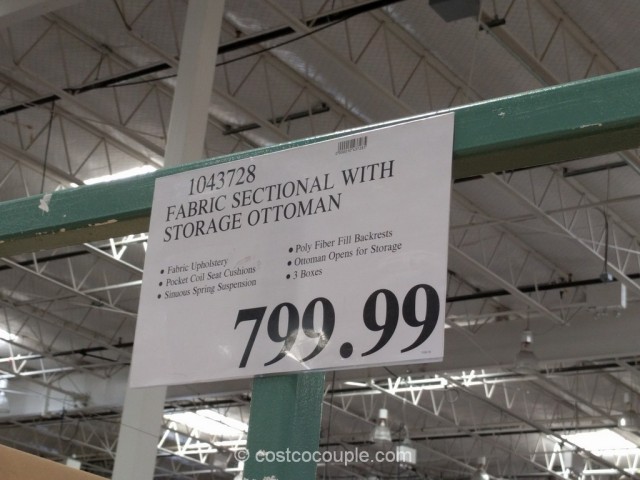 1043728
FABRIC SECTIONAL WITH
STORAGE OTTOMAN
• Fabric Upholstery
• Pocket Coil Seat Cushions
• Sinuous Spring Suspension
• Poly Fiber Fill Backrests
• Ottoman Opens for Storage
• 3 Boxes
799.99
© costcocouple.com